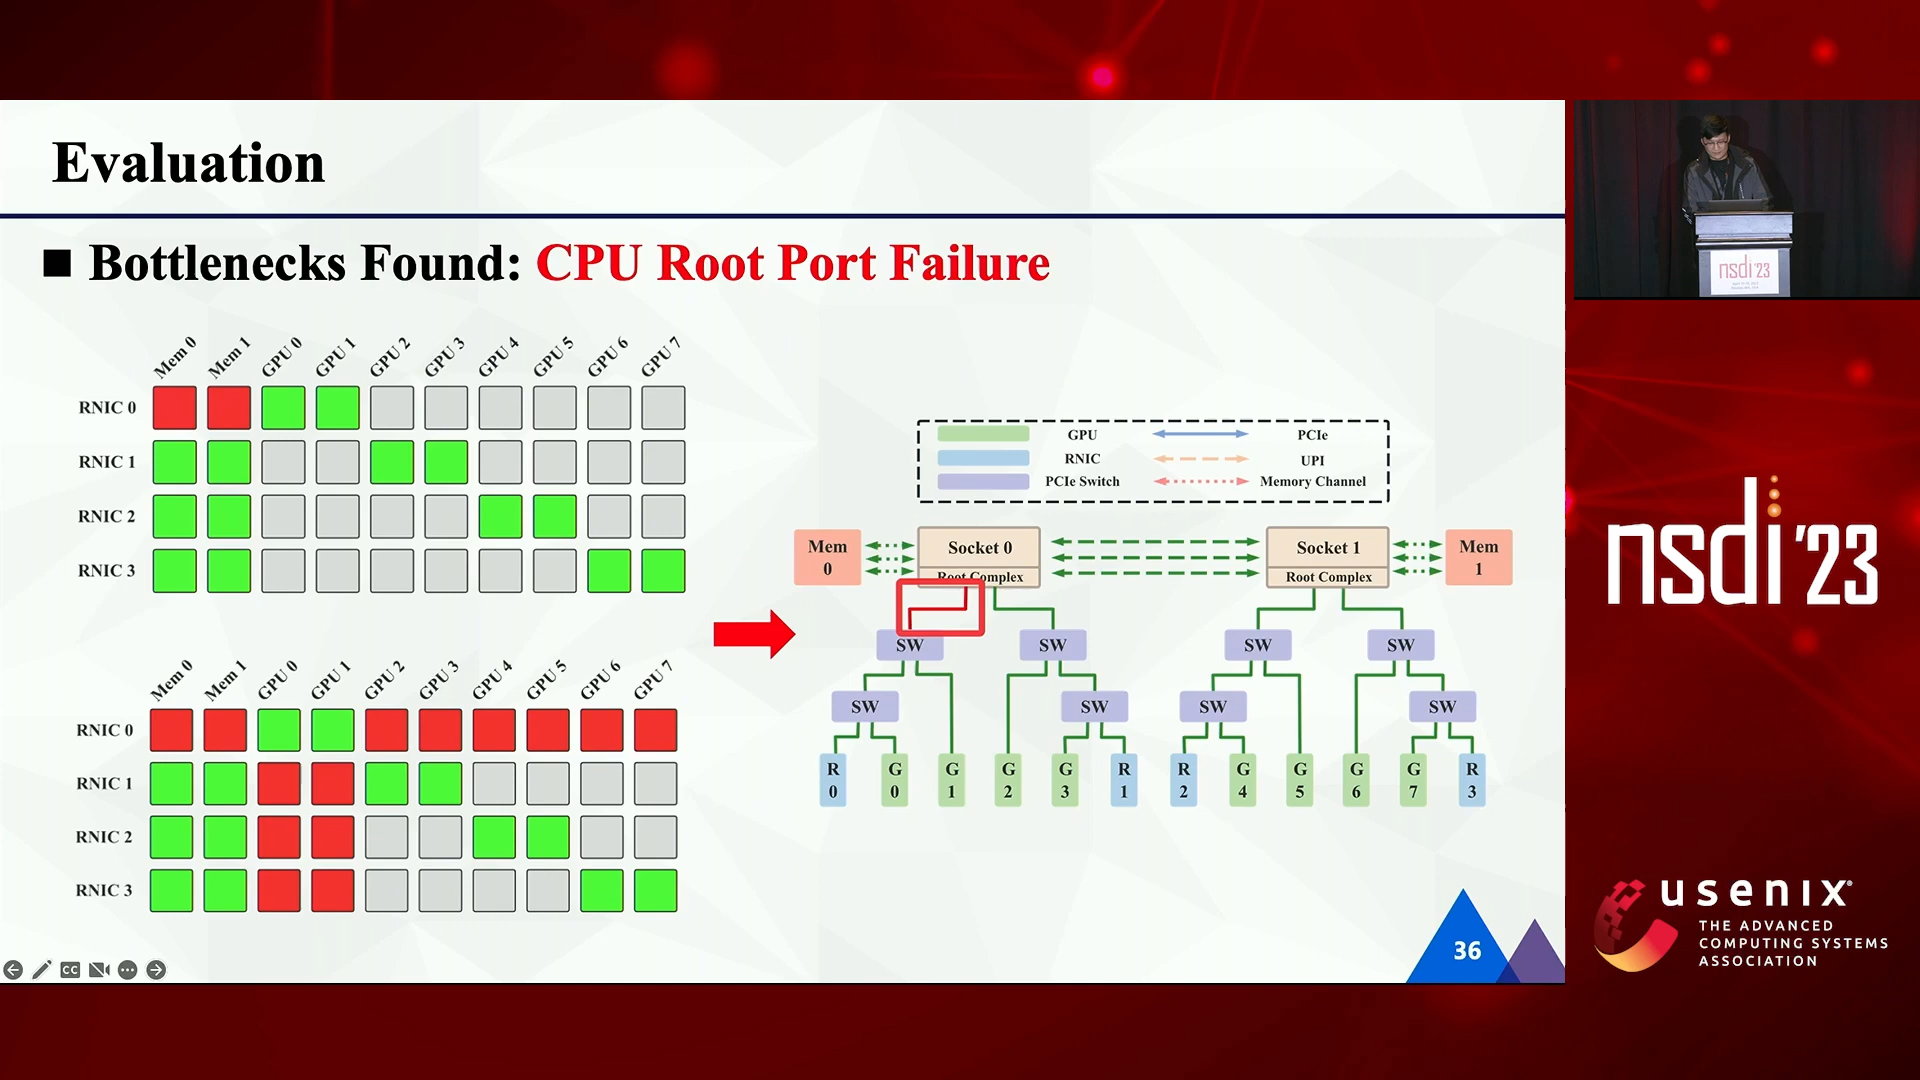 Evaluation
■ Bottlenecks Found: CPU Root Port Failure
Mem 0 Mem 1 GPU 0 GPU 1 GPU 2 GPU 3 GPU 4 GPU 5 GPU 6 GPU 7
RNIC 0
RNIC 1
RNIC 2
RNIC 3
Mem 0 Mem 1 GPU 0 GPU 1 GPU 2 GPU 3 GPU 4 GPU 5 GPU 6 GPU 7
RNIC 0
RNIC 1
RNIC 2
RNIC 3
GPU PCIe
RNIC UPI
PCIe Switch Memory Channel
Mem 0
Socket 0
Root Complex
Socket 1
Root Complex
Mem 1
SW SW SW SW
SW SW SW SW
R 0 G 0 G 1 G 2 G 3 R 1 R 2 G 4 G 5 G 6 G 7 R 3
CC
36
nsdi'23
nsdi'23
usenix®
THE ADVANCED
COMPUTING SYSTEMS
ASSOCIATION